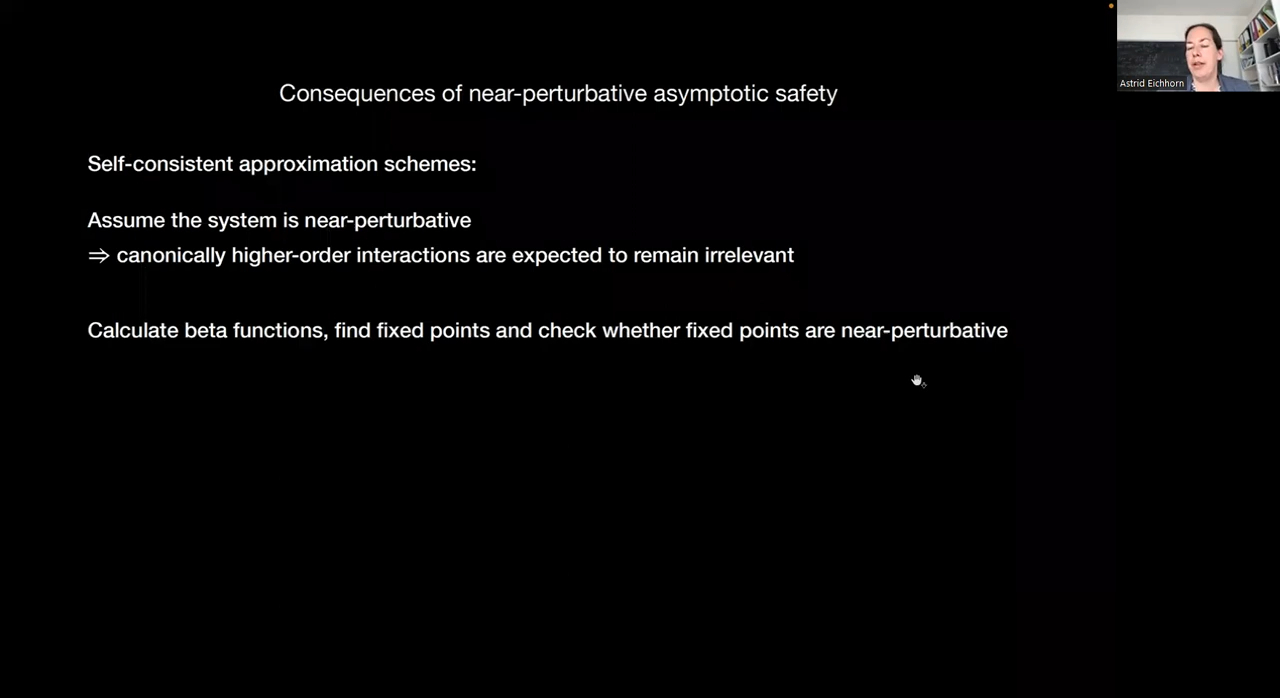 Consequences of near-perturbative asymptotic safety
Astrid Eichhorn
Self-consistent approximation schemes:
Assume the system is near-perturbative
⇒ canonically higher-order interactions are expected to remain irrelevant
Calculate beta functions, find fixed points and check whether fixed points are near-perturbative